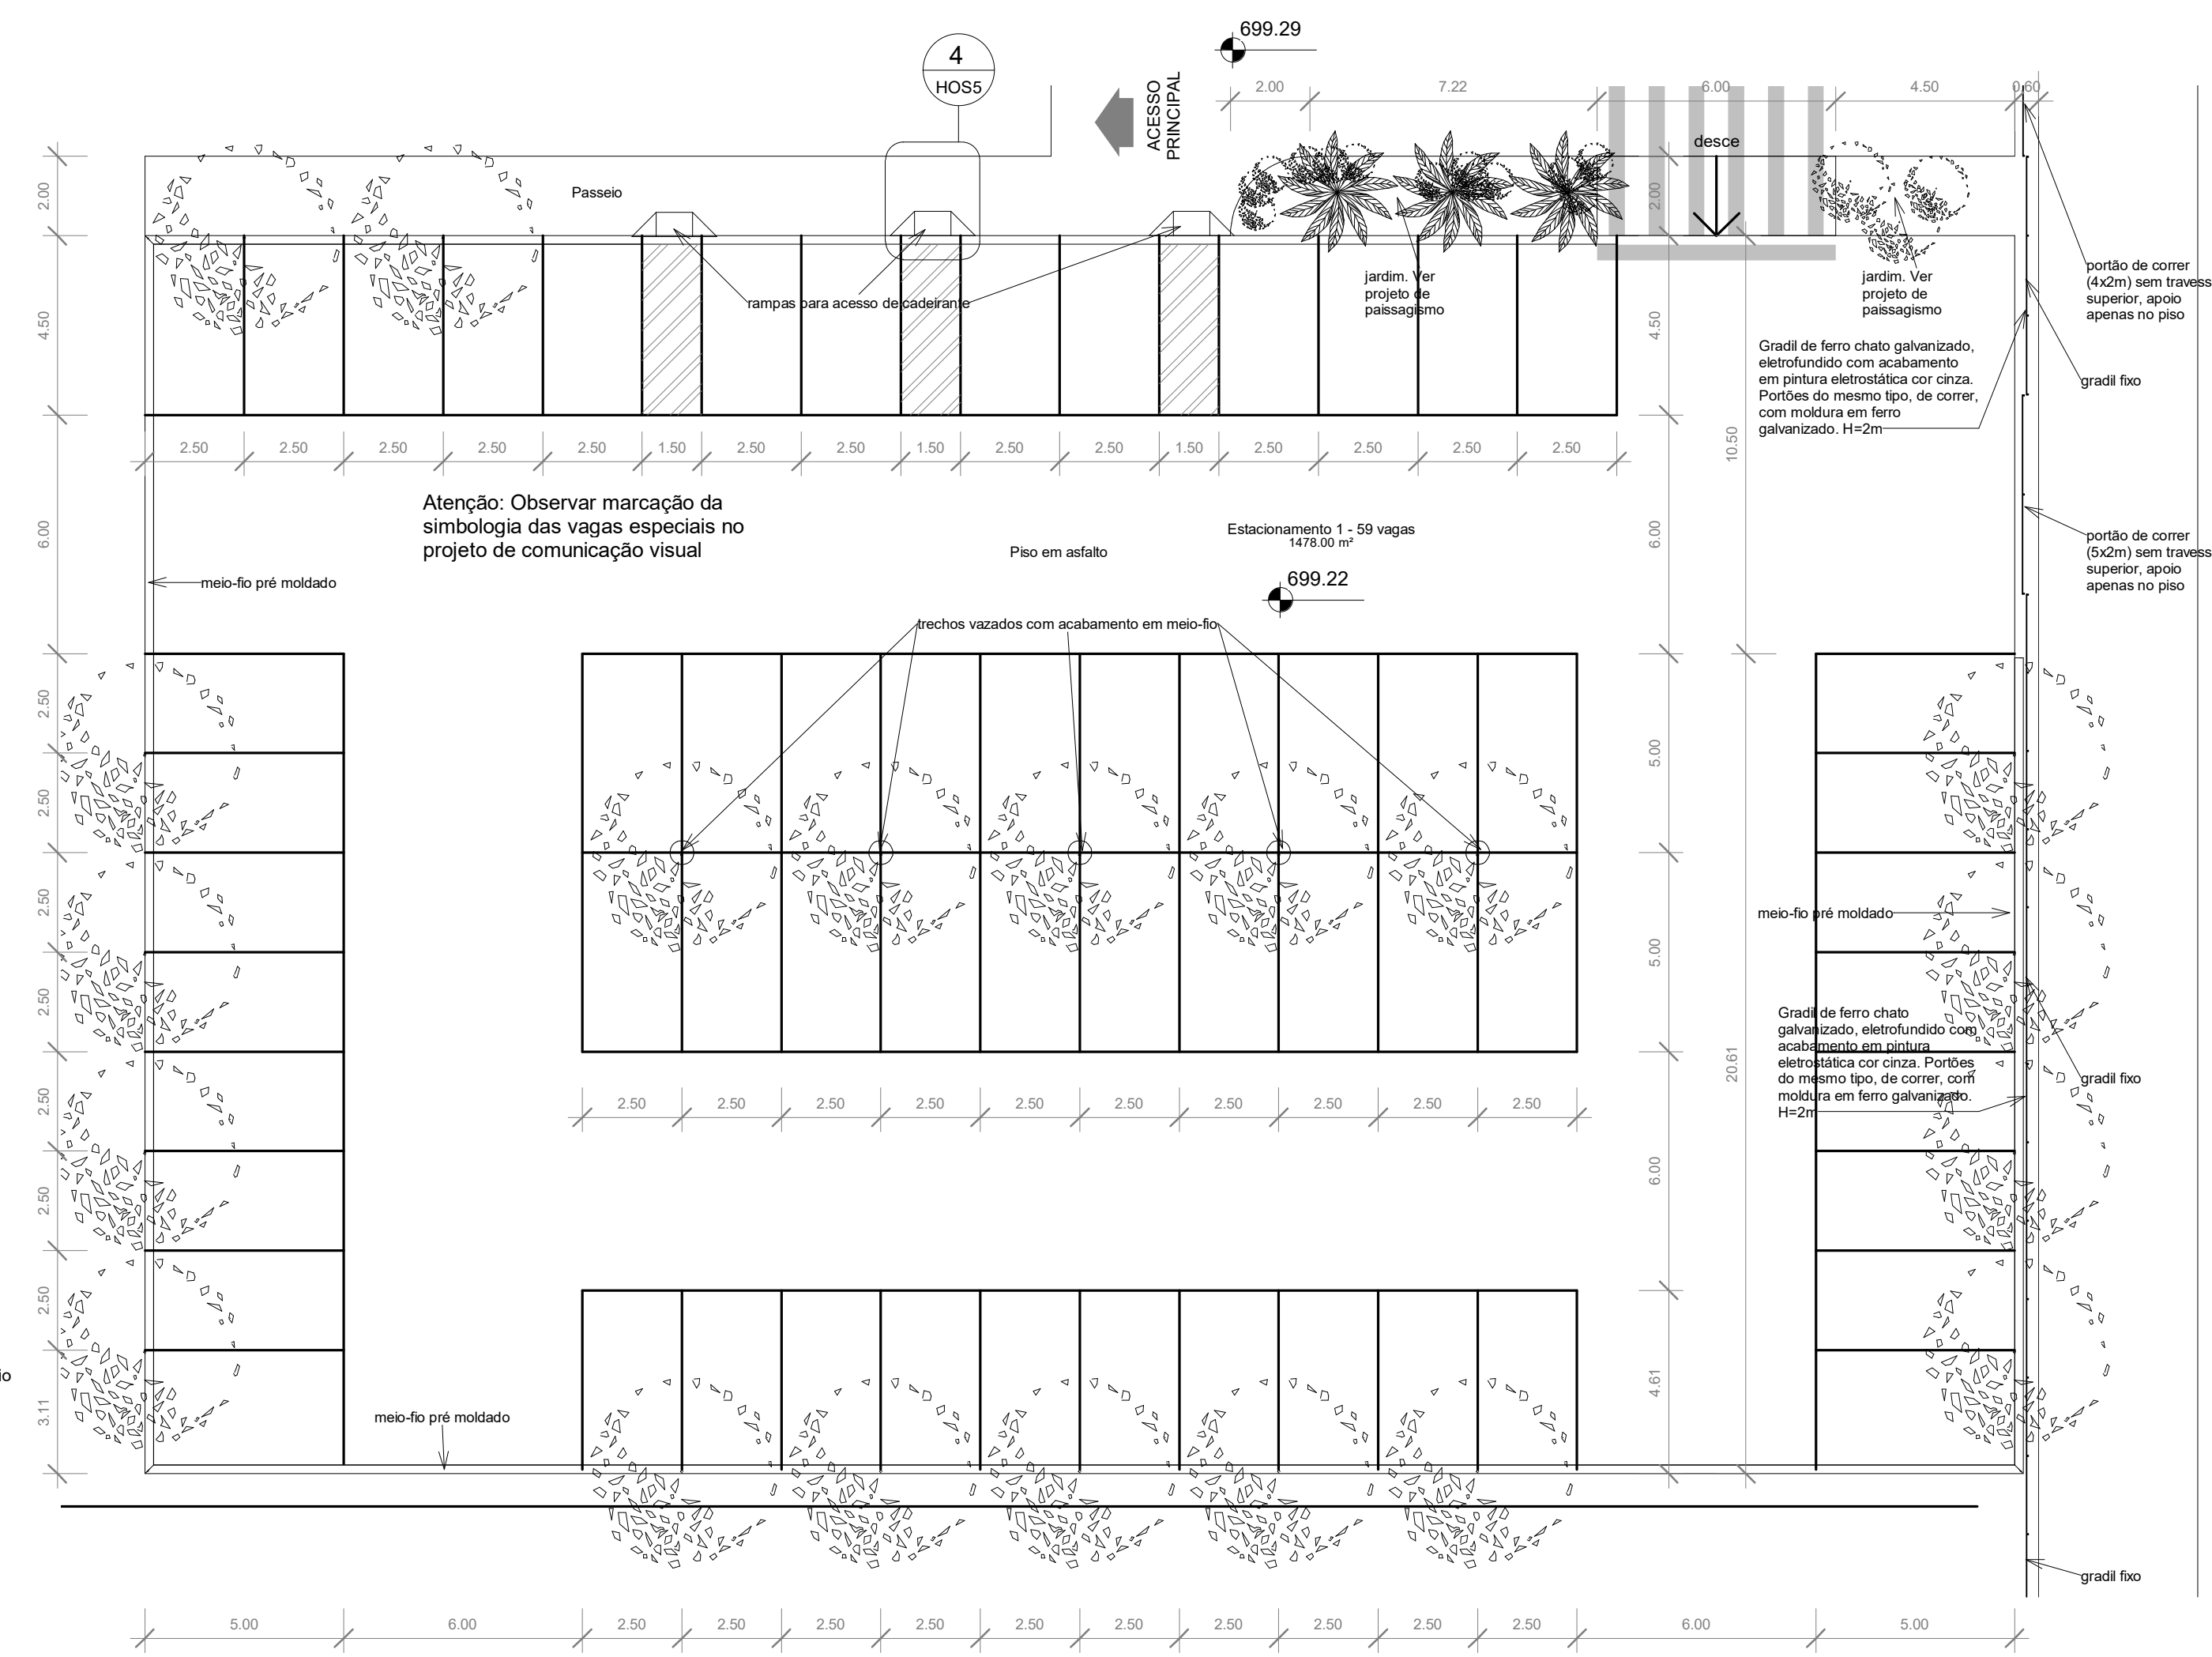 699.29
4
HOS5
ACESSO
PRINCIPAL
2.00
7.22
6.00
4.50
0.60
desce
Passeio
2.00
2.00
rampas para acesso de cadeirante
jardim. Ver
projeto de
paissagismo
jardim. Ver
projeto de
paissagismo
portão de correr
(4x2m) sem travess
superior, apoio
apenas no piso
4.50
4.50
Gradil de ferro chato galvanizado,
eletrofundido com acabamento
em pintura eletrostática cor cinza.
Portões do mesmo tipo, de correr,
com moldura em ferro
galvanizado. H=2m
gradil fixo
10.50
2.50
2.50
2.50
2.50
2.50
1.50
2.50
2.50
1.50
2.50
2.50
1.50
2.50
2.50
2.50
2.50
Atenção: Observar marcação da
simbologia das vagas especiais no
projeto de comunicação visual
6.00
Estacionamento 1 - 59 vagas
1478.00 m²
Piso em asfalto
6.00
portão de correr
(5x2m) sem travess
superior, apoio
apenas no piso
meio-fio pré moldado
699.22
trechos vazados com acabamento em meio-fio
2.50
2.50
2.50
2.50
2.50
2.50
2.50
3.11
5.00
5.00
6.00
4.61
20.61
meio-fio pré moldado
Gradil de ferro chato
galvanizado, eletrofundido com
acabamento em pintura
eletrostática cor cinza. Portões
do mesmo tipo, de correr, com
moldura em ferro galvanizado.
H=2m
gradil fixo
2.50
2.50
2.50
2.50
2.50
2.50
2.50
2.50
2.50
2.50
io
meio-fio pré moldado
gradil fixo
5.00
6.00
2.50
2.50
2.50
2.50
2.50
2.50
2.50
2.50
2.50
2.50
6.00
5.00